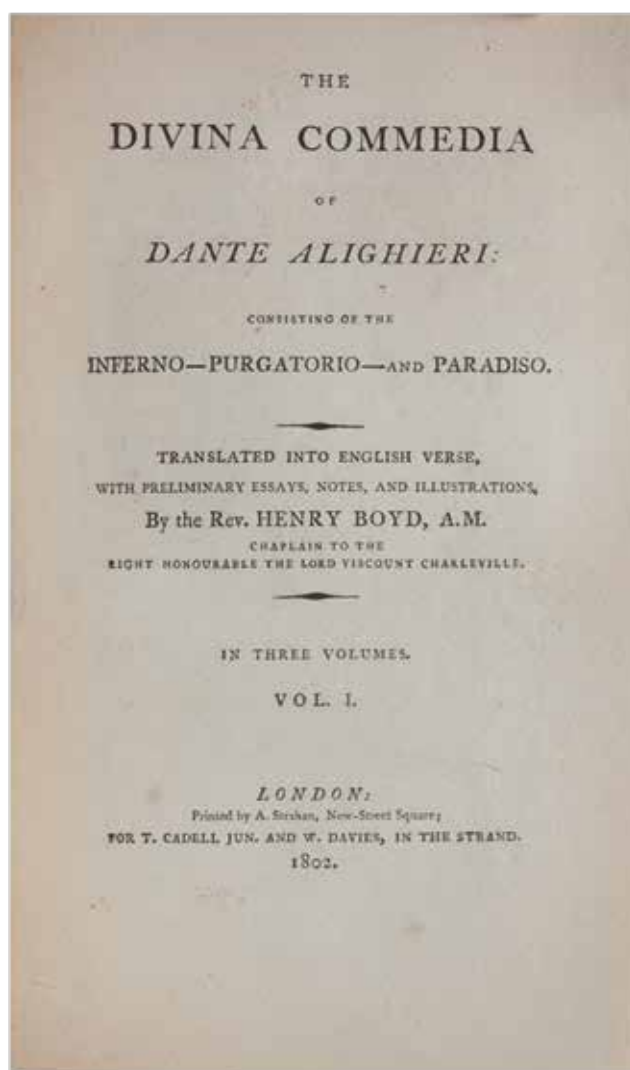 THE
DIVINA COMMEDIA
OF
DANTE ALIGHIERI:
CONSISTING OF THE
INFERNO—PURGATORIO—AND PARADISO.
TRANSLATED INTO ENGLISH VERSE,
WITH PRELIMINARY ESSAYS, NOTES, AND ILLUSTRATIONS,
By the Rev. HENRY BOYD, A.M.
CHAPLAIN TO THE
RIGHT HONOURABLE THE LORD VISCOUNT CHARLEVILLE.
IN THREE VOLUMES.
VOL. I.
LONDON:
Printed by A. Strahan, New-Street Square;
FOR T. CADELL JUN. AND W. DAVIES, IN THE STRAND.
1802.